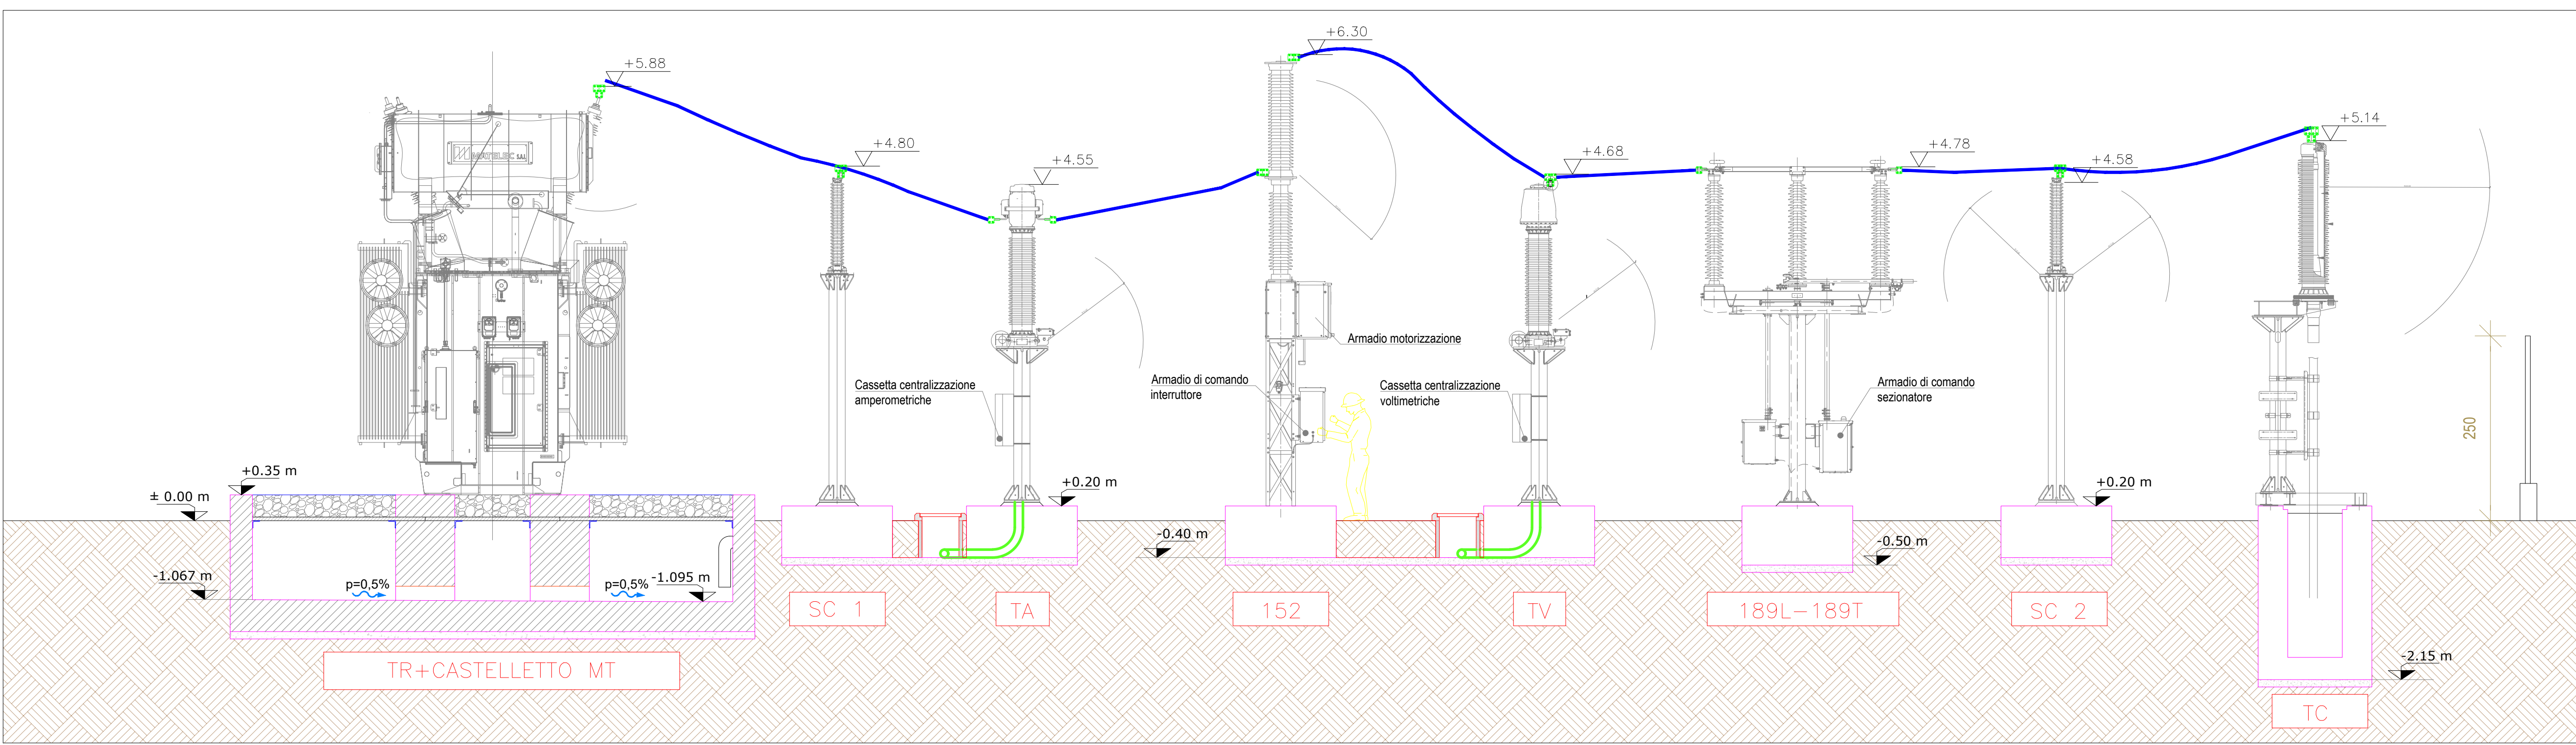 +6.30
+5.88
+5.14
+4.80
+4.55
+4.68
+4.78
+4.58
MATELEC S.A.L
Armadio motorizzazione
Cassetta centralizzazione
amperometriche
Armadio di comando
interruttore
Cassetta centralizzazione
voltimetriche
Armadio di comando
sezionatore
250
+0.35 m
± 0.00 m
+0.20 m
+0.20 m
-0.40 m
-0.50 m
-1.067 m
p=0,5%
p=0,5%
-1.095 m
SC 1
TA
152
TV
189L-189T
SC 2
-2.15 m
TR+CASTELLETTO MT
TC